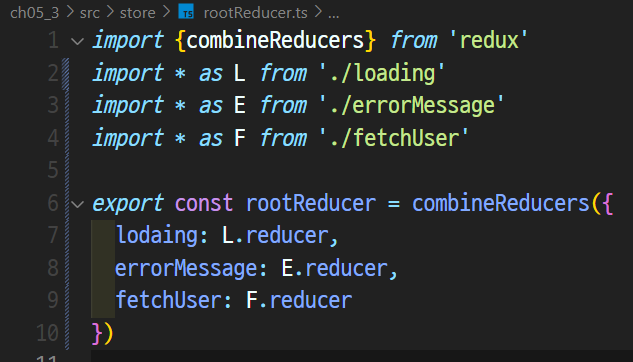 ch05_3 > src > store > TS rootReducer.ts > ...
1 import {combineReducers} from 'redux'
2 import * as L from './loading'
3 import * as E from './errorMessage'
4 import * as F from './fetchUser'
5
6 export const rootReducer = combineReducers({
7 lodaing: L.reducer,
8 errorMessage: E.reducer,
9 fetchUser: F.reducer
10 })
11